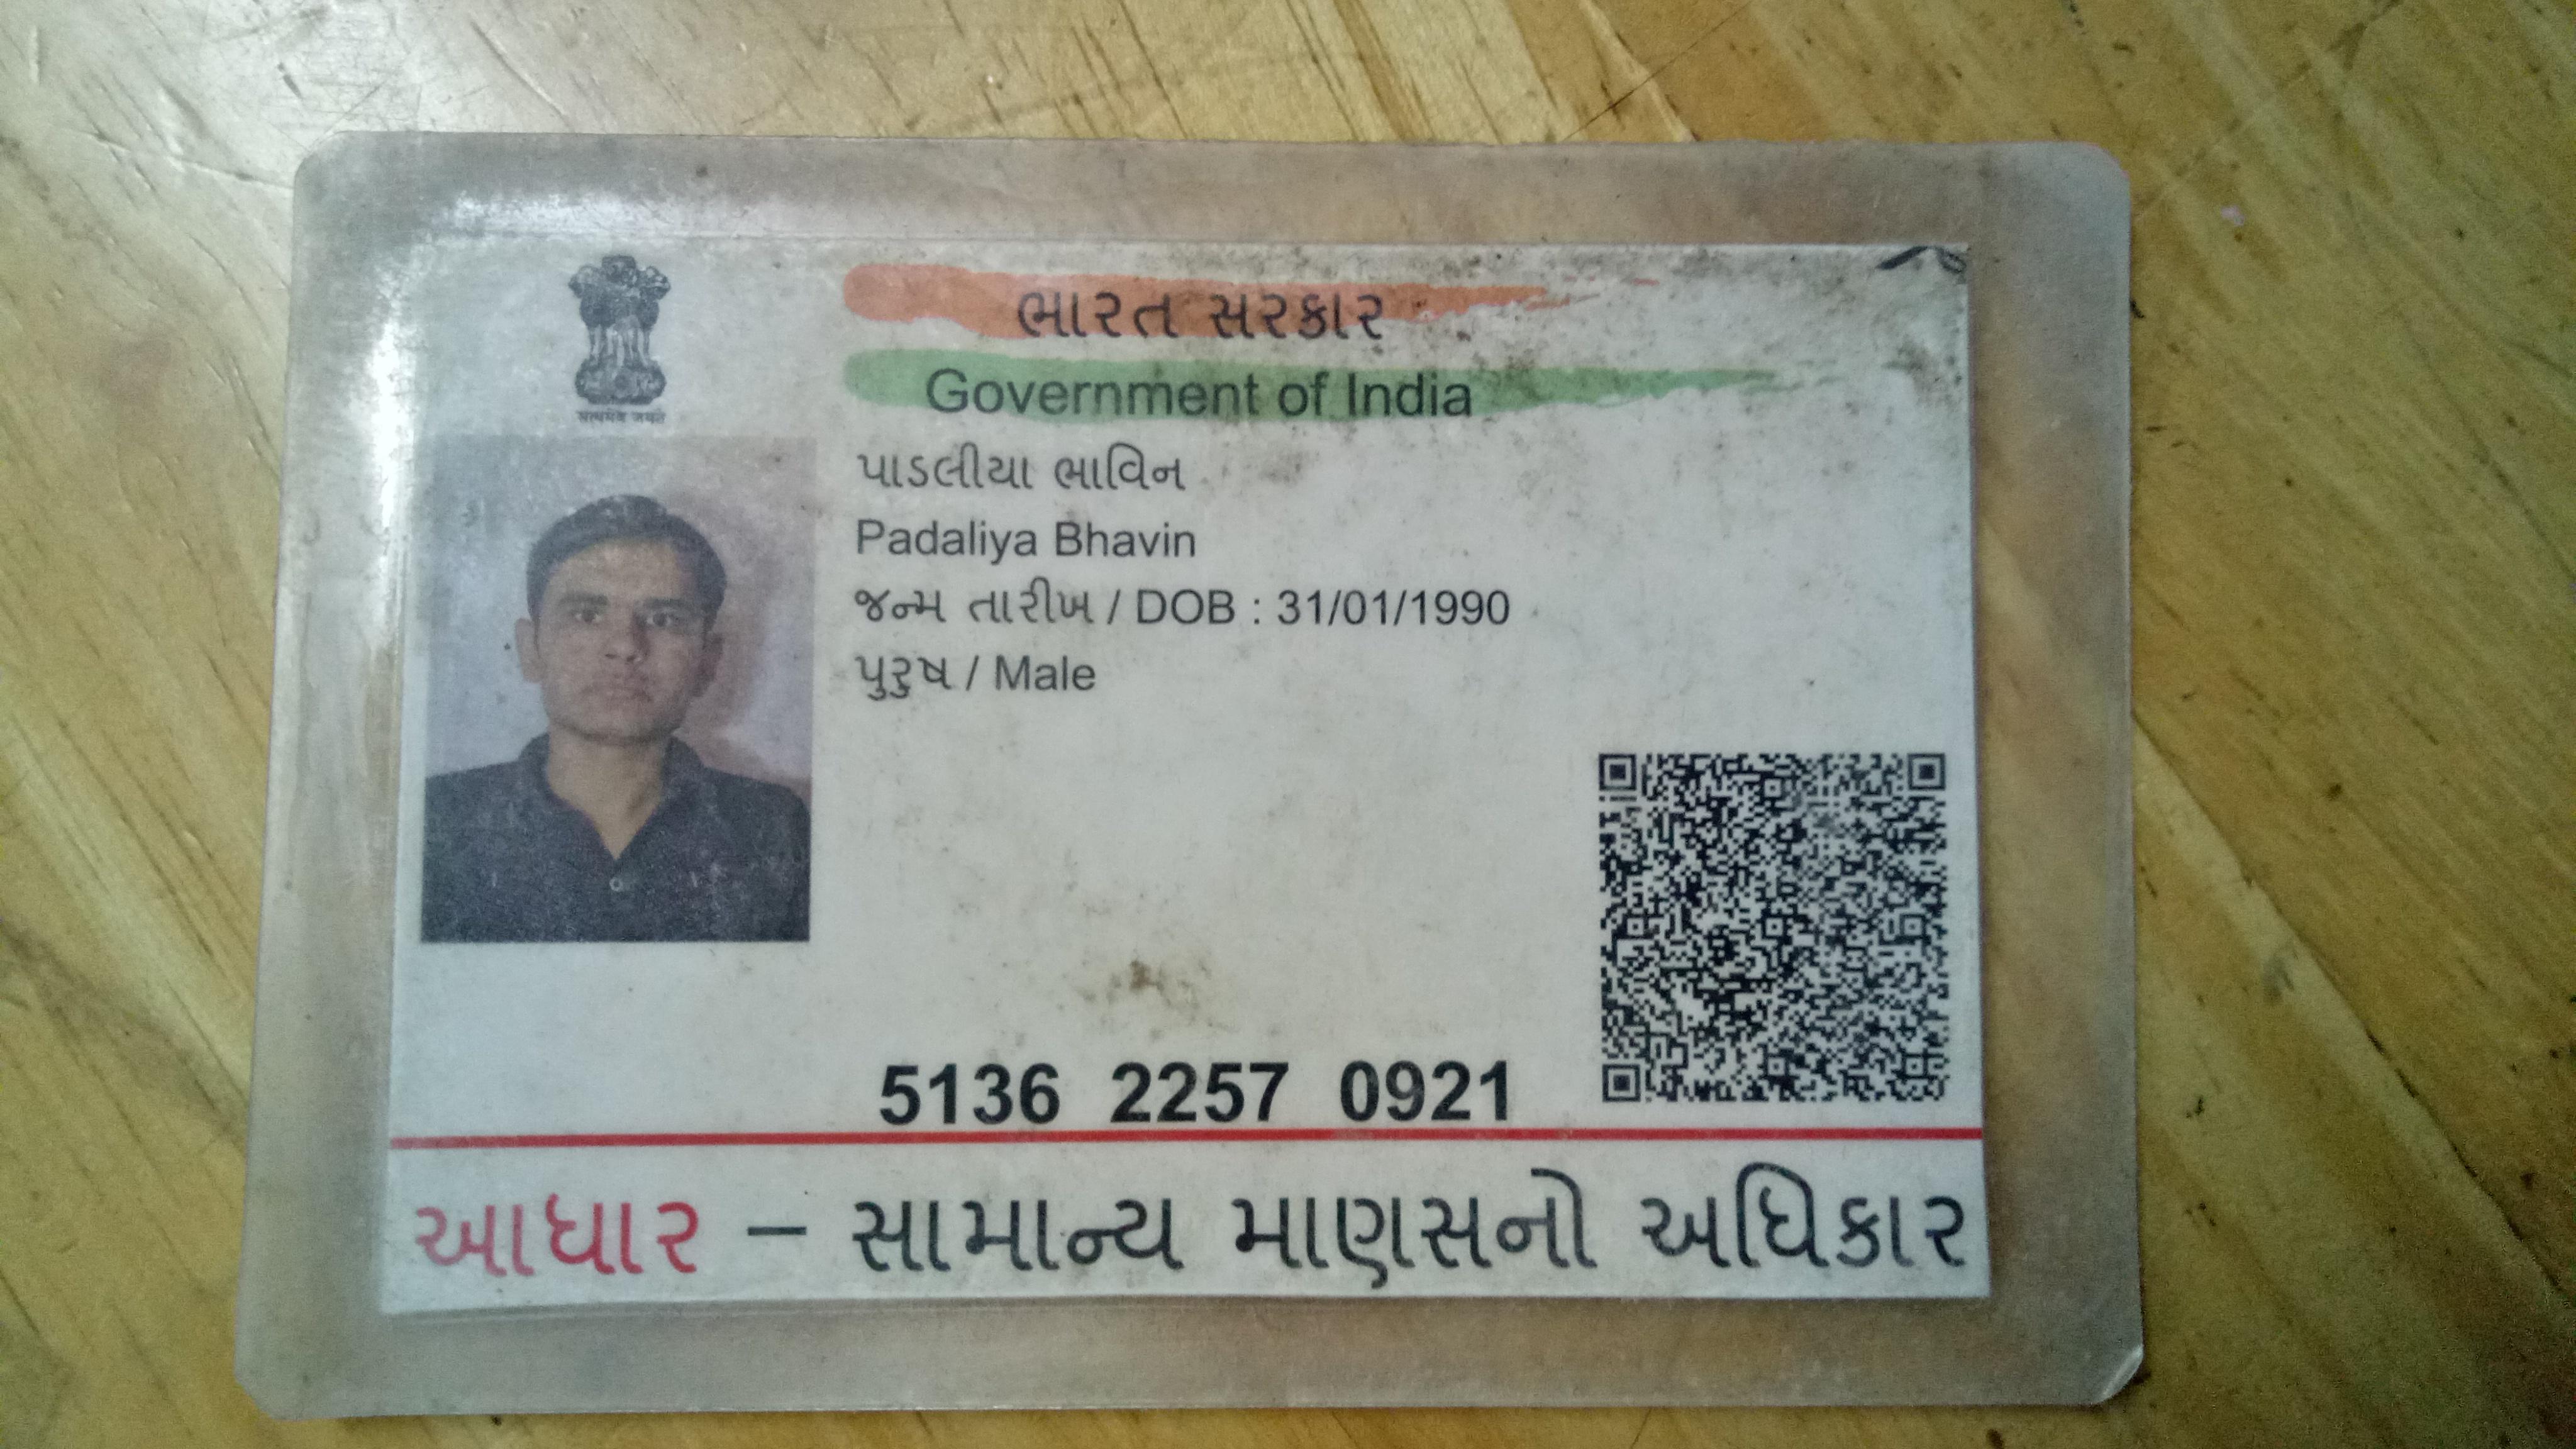 सत्यमेव जयते
ભારત સરકાર
Government of India
પાડલીયા ભાવિન
Padaliya Bhavin
જન્મ તારીખ / DOB : 31/01/1990
પુરુષ / Male
5136 2257 0921
આધાર – સામાન્ય માણસનો અધિકાર